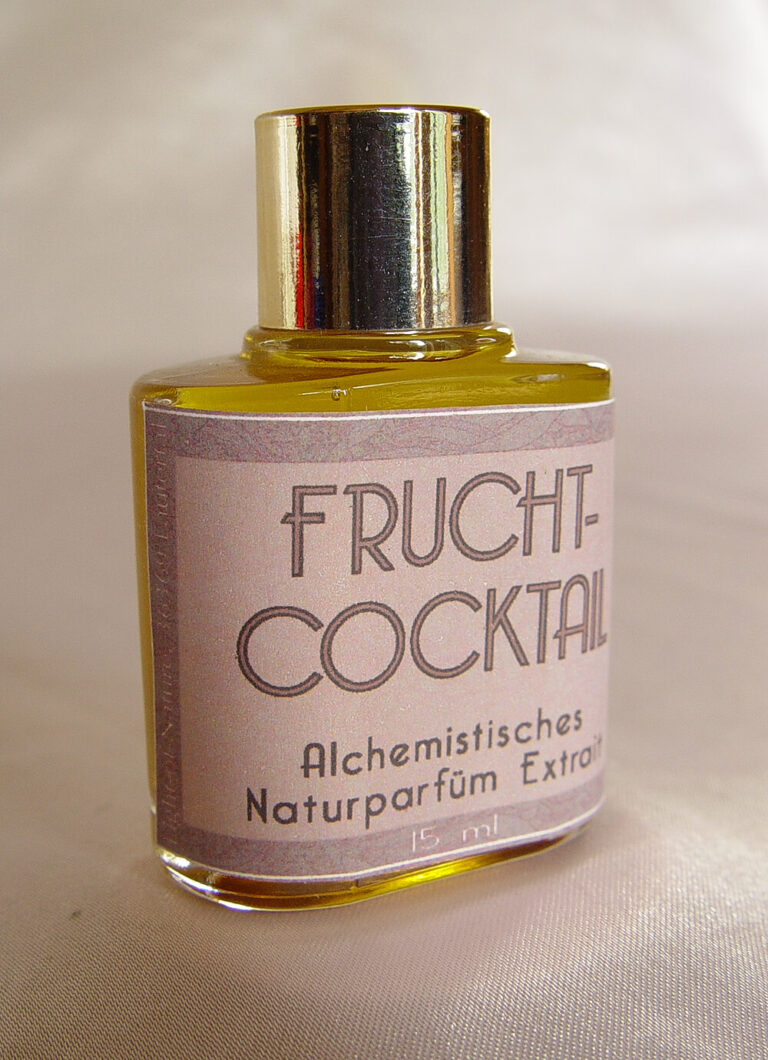 FRUCHT-
COCKTAIL
Alchemistisches
Naturparfüm Extrait
15 ml